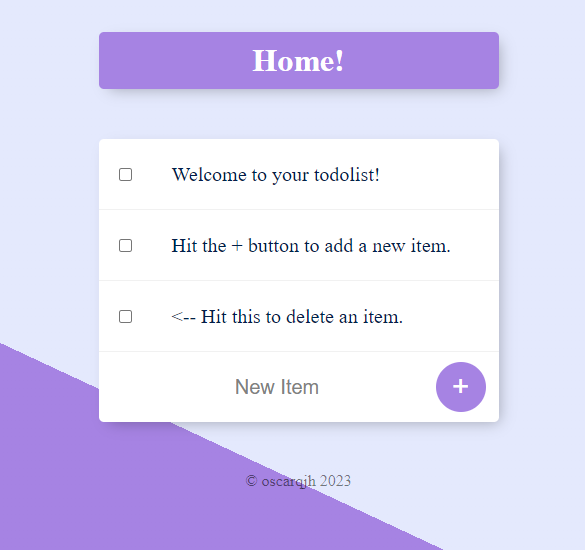 Home!
Welcome to your todolist!
Hit the + button to add a new item.
<-- Hit this to delete an item.
New Item +
© oscarqjh 2023